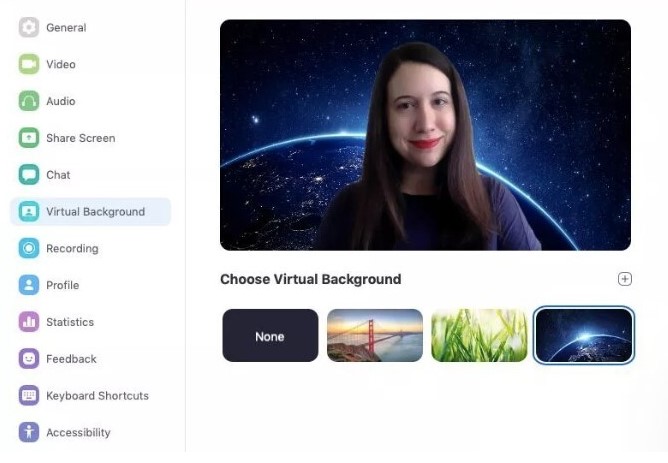 General
Video
Audio
Share Screen
Chat
Virtual Background
Recording
Profile
Statistics
Feedback
Keyboard Shortcuts
Accessibility
Choose Virtual Background
None